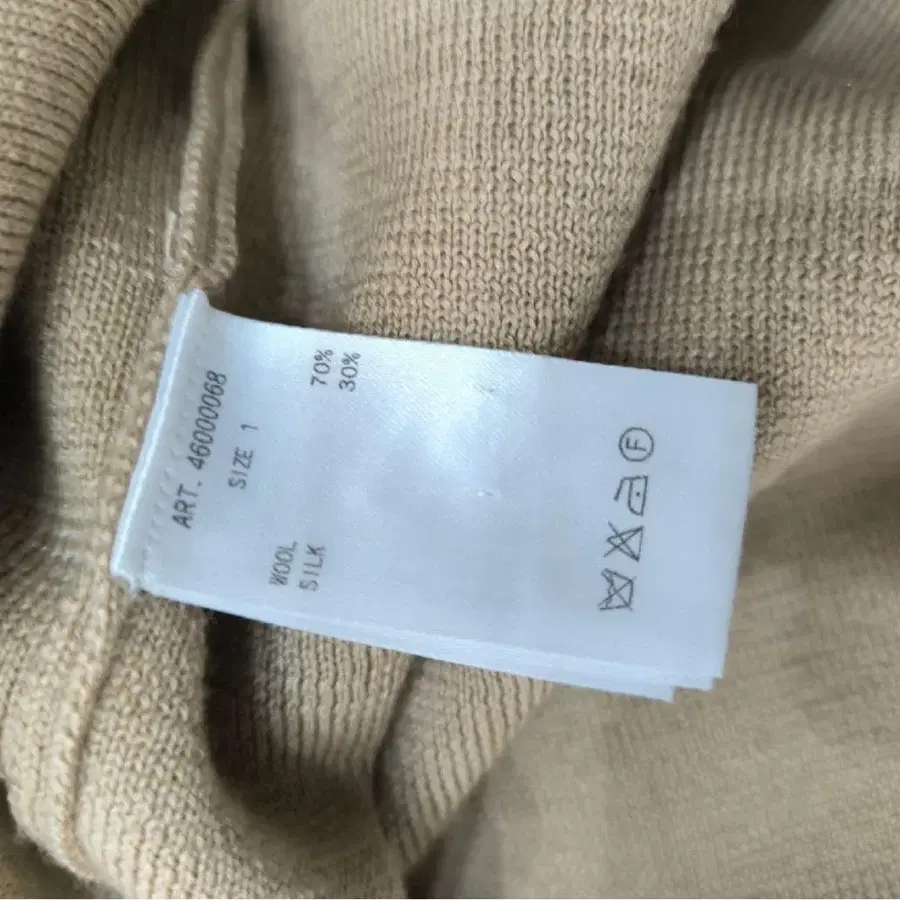 ART. 46000068
SIZE 1
WOOL 70%
SILK 30%
F